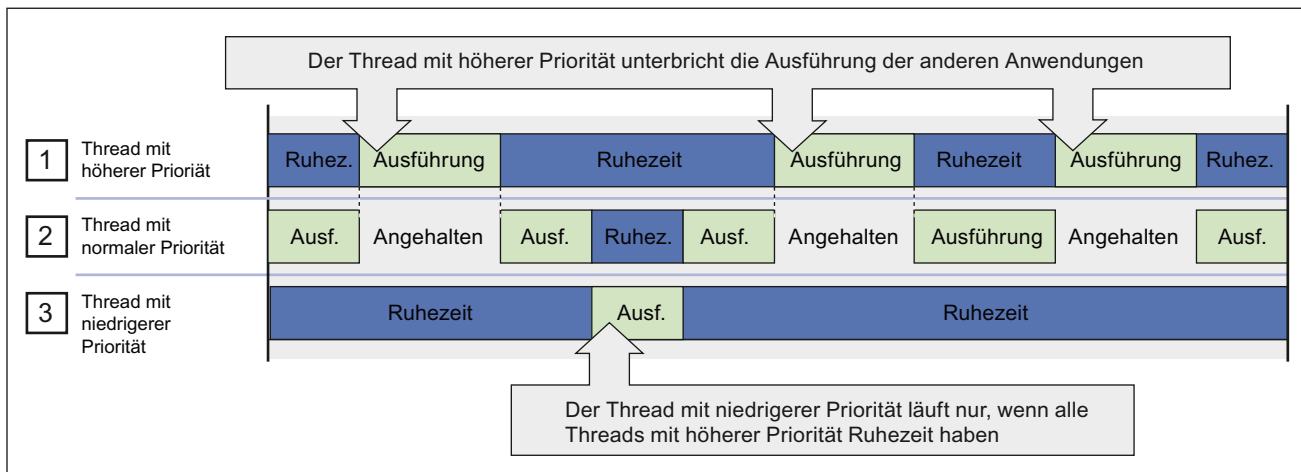 Der Thread mit höherer Priorität unterbricht die Ausführung der anderen Anwendungen
1
Thread mit
höherer Prioriät
Ruhez.
Ausführung
Ruhezeit
Ausführung
Ruhezeit
Ausführung
Ruhez.
2
Thread mit
normaler Priorität
Ausf.
Angehalten
Ausf.
Ruhez.
Ausf.
Angehalten
Ausführung
Angehalten
Ausf.
3
Thread mit
niedrigerer
Priorität
Ruhezeit
Ausf.
Ruhezeit
Der Thread mit niedrigerer Priorität läuft nur, wenn alle
Threads mit höherer Priorität Ruhezeit haben